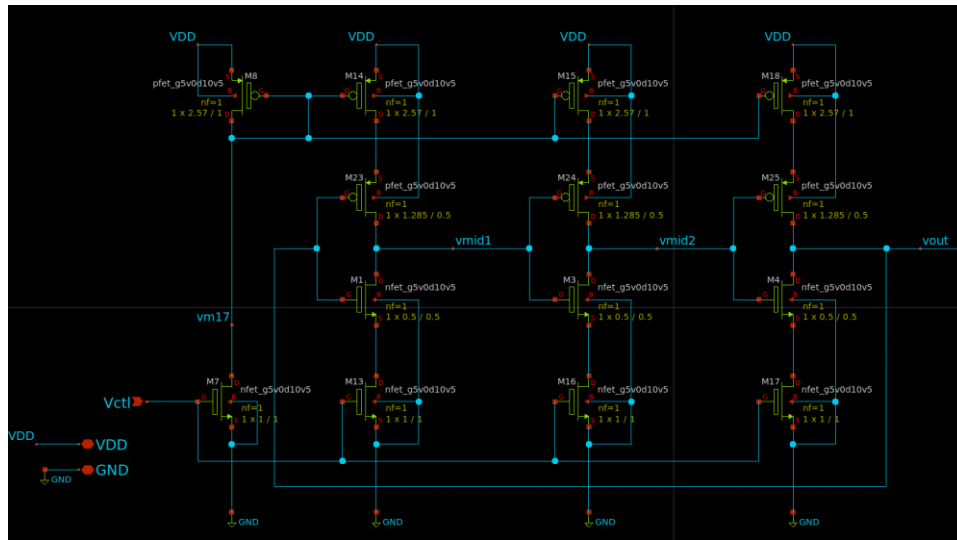 VDD
VDD
VDD
VDD
M8
pfet_g5v0d10v5
nf=1
1 x 2.57 / 1
S
B
G
D
M14
pfet_g5v0d10v5
nf=1
1 x 2.57 / 1
S
B
G
D
M15
pfet_g5v0d10v5
nf=1
1 x 2.57 / 1
S
B
G
D
M18
pfet_g5v0d10v5
nf=1
1 x 2.57 / 1
S
B
G
D
M23
pfet_g5v0d10v5
nf=1
1 x 1.285 / 0.5
S
B
G
D
M24
pfet_g5v0d10v5
nf=1
1 x 1.285 / 0.5
S
B
G
D
M25
pfet_g5v0d10v5
nf=1
1 x 1.285 / 0.5
S
B
G
D
vmid1
vmid2
vout
M1
nfet_g5v0d10v5
nf=1
1 x 0.5 / 0.5
D
B
G
S
M3
nfet_g5v0d10v5
nf=1
1 x 0.5 / 0.5
D
B
G
S
M4
nfet_g5v0d10v5
nf=1
1 x 0.5 / 0.5
D
B
G
S
vm17
M7
nfet_g5v0d10v5
nf=1
1 x 1 / 1
D
B
G
S
M13
nfet_g5v0d10v5
nf=1
1 x 1 / 1
D
B
G
S
M16
nfet_g5v0d10v5
nf=1
1 x 1 / 1
D
B
G
S
M17
nfet_g5v0d10v5
nf=1
1 x 1 / 1
D
B
G
S
Vctl
VDD
VDD
GND
GND
GND
GND
GND
GND